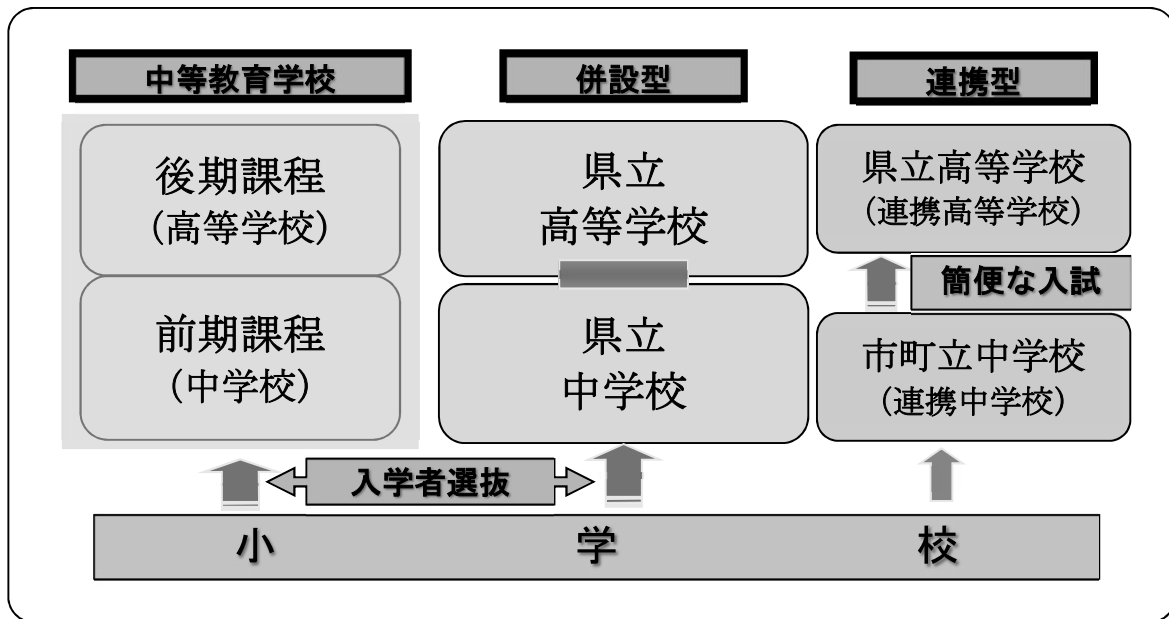 中等教育学校
後期課程
(高等学校)
前期課程
(中学校)
併設型
県立
高等学校
県立
中学校
連携型
県立高等学校
(連携高等学校)
簡便な入試
市町立中学校
(連携中学校)
入学者選抜
小学校